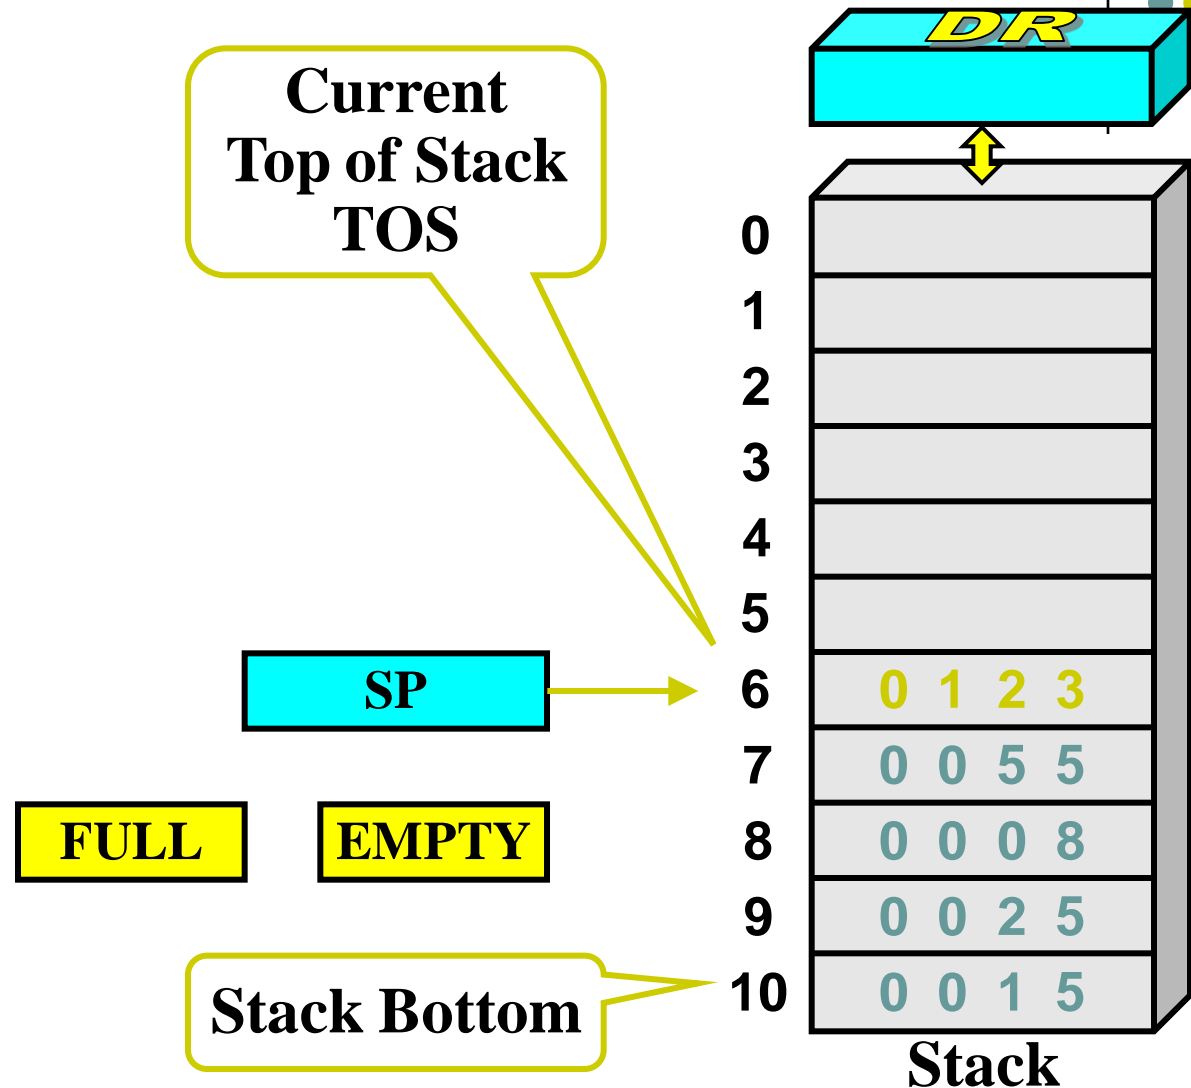 DR
Current
Top of Stack
TOS
0
1
2
3
4
5
SP
6 0 1 2 3
7 0 0 5 5
FULL EMPTY
8 0 0 0 8
9 0 0 2 5
Stack Bottom
10 0 0 1 5
Stack